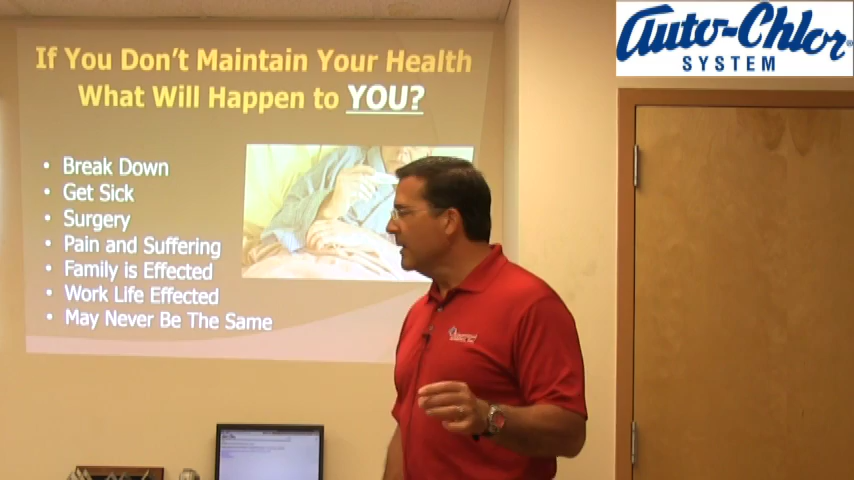 Auto-Chlor®
SYSTEM
If You Don't Maintain Your Health
What Will Happen to YOU?
• Break Down
• Get Sick
• Surgery
• Pain and Suffering
• Family is Effected
• Work Life Effected
• May Never Be The Same